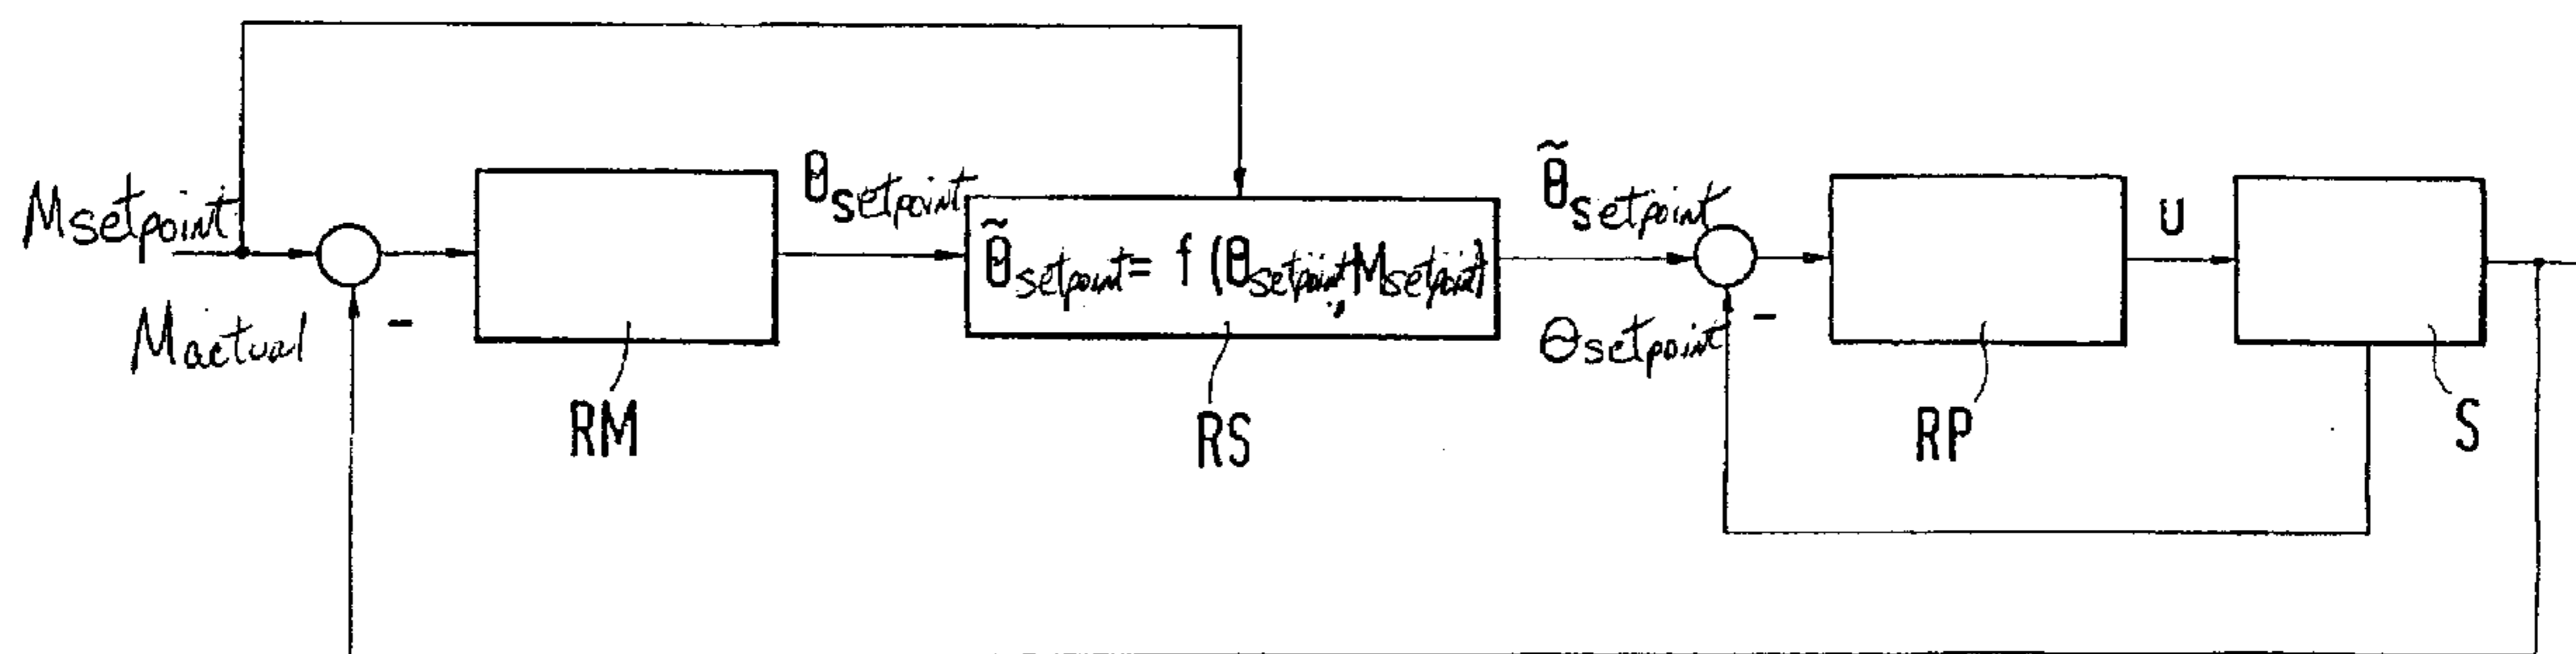 Msetpoint
Mactual
-
θsetpoint
RM
θ̃setpoint = f (θsetpoint, Msetpoint)
RS
θ̃setpoint
Θsetpoint
-
RP
U
S